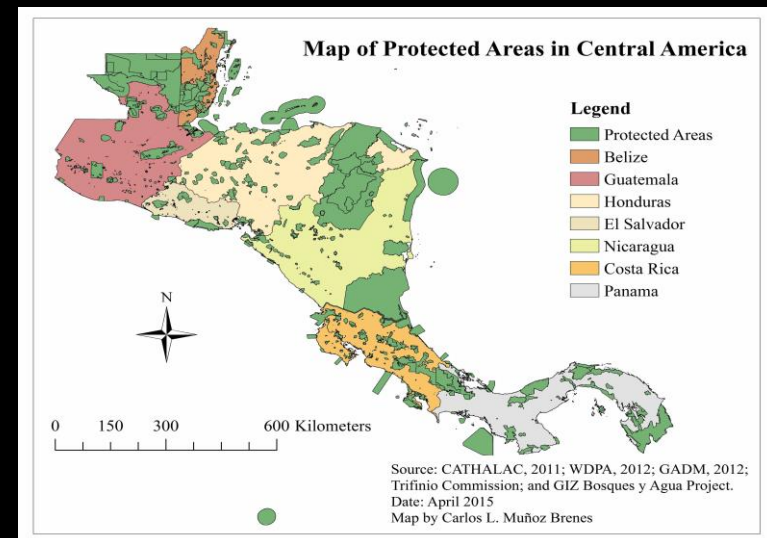 Map of Protected Areas in Central America
Legend
Protected Areas
Belize
Guatemala
Honduras
El Salvador
Nicaragua
Costa Rica
Panama
N
0 150 300 600 Kilometers
Source: CATHALAC, 2011; WDPA, 2012; GADM, 2012;
Trifinio Commission; and GIZ Bosques y Agua Project.
Date: April 2015
Map by Carlos L. Muñoz Brenes